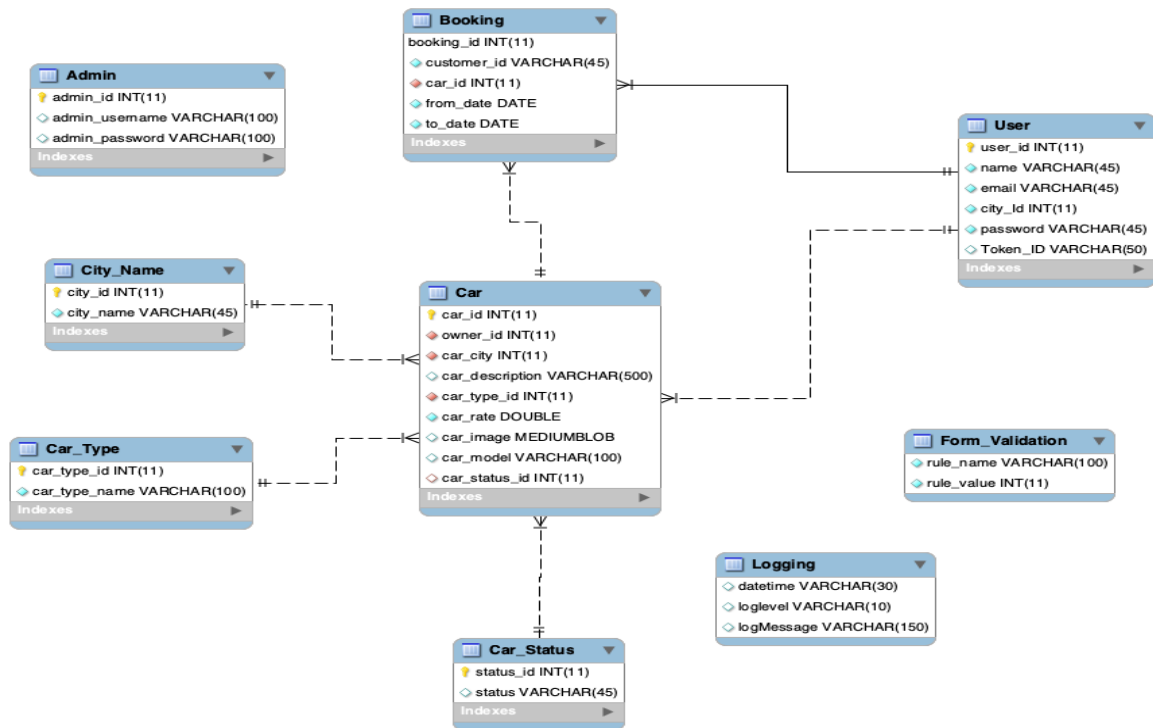 Booking
booking_id INT(11)
customer_id VARCHAR(45)
car_id INT(11)
from_date DATE
to_date DATE
Indexes
Admin
admin_id INT(11)
admin_username VARCHAR(100)
admin_password VARCHAR(100)
Indexes
User
user_id INT(11)
name VARCHAR(45)
email VARCHAR(45)
city_Id INT(11)
password VARCHAR(45)
Token_ID VARCHAR(50)
Indexes
City_Name
city_id INT(11)
city_name VARCHAR(45)
Indexes
Car
car_id INT(11)
owner_id INT(11)
car_city INT(11)
car_description VARCHAR(500)
car_type_id INT(11)
car_rate DOUBLE
car_image MEDIUMBLOB
car_model VARCHAR(100)
car_status_id INT(11)
Indexes
Car_Type
car_type_id INT(11)
car_type_name VARCHAR(100)
Indexes
Form_Validation
rule_name VARCHAR(100)
rule_value INT(11)
Logging
datetime VARCHAR(30)
loglevel VARCHAR(10)
logMessage VARCHAR(150)
Car_Status
status_id INT(11)
status VARCHAR(45)
Indexes